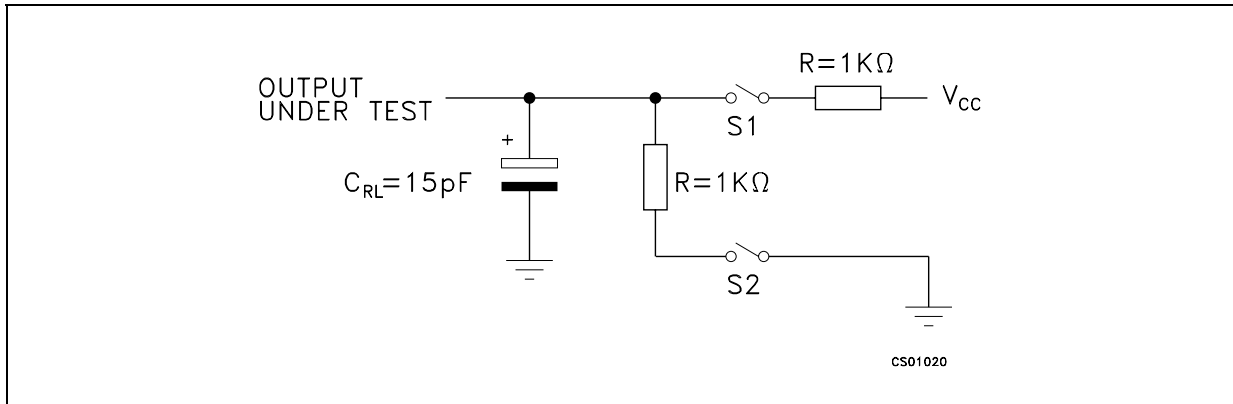 R=1KΩ
OUTPUT
UNDER TEST
V_CC
S1
+
C_RL=15pF
R=1KΩ
S2
CS01020